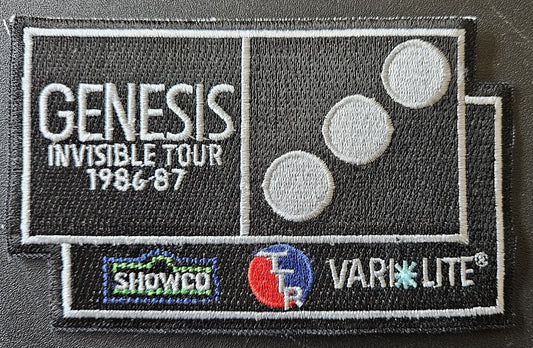 GENESIS
INVISIBLE TOUR
1986-87
SHOWCO
TTR
VARI*LITE®